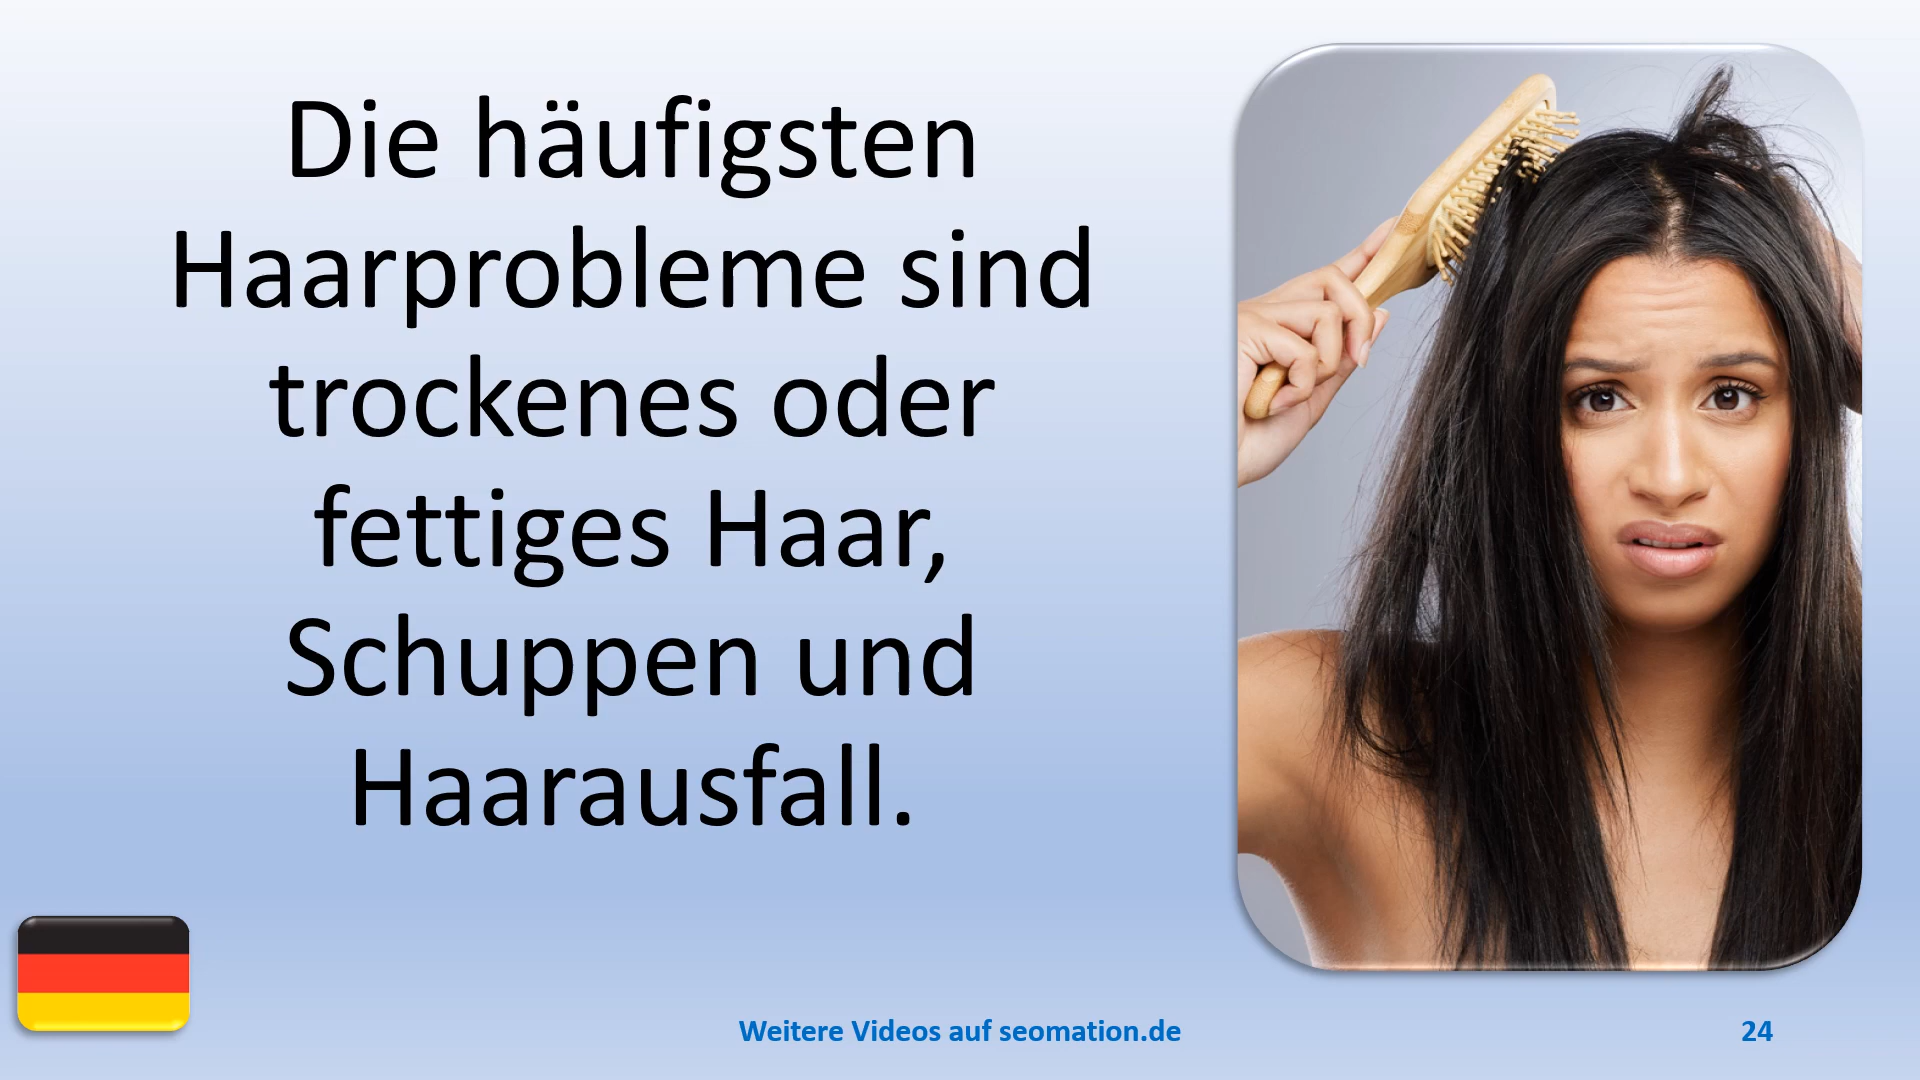 Die häufigsten
Haarprobleme sind
trockenes oder
fettiges Haar,
Schuppen und
Haarausfall.
Weitere Videos auf seomation.de
24